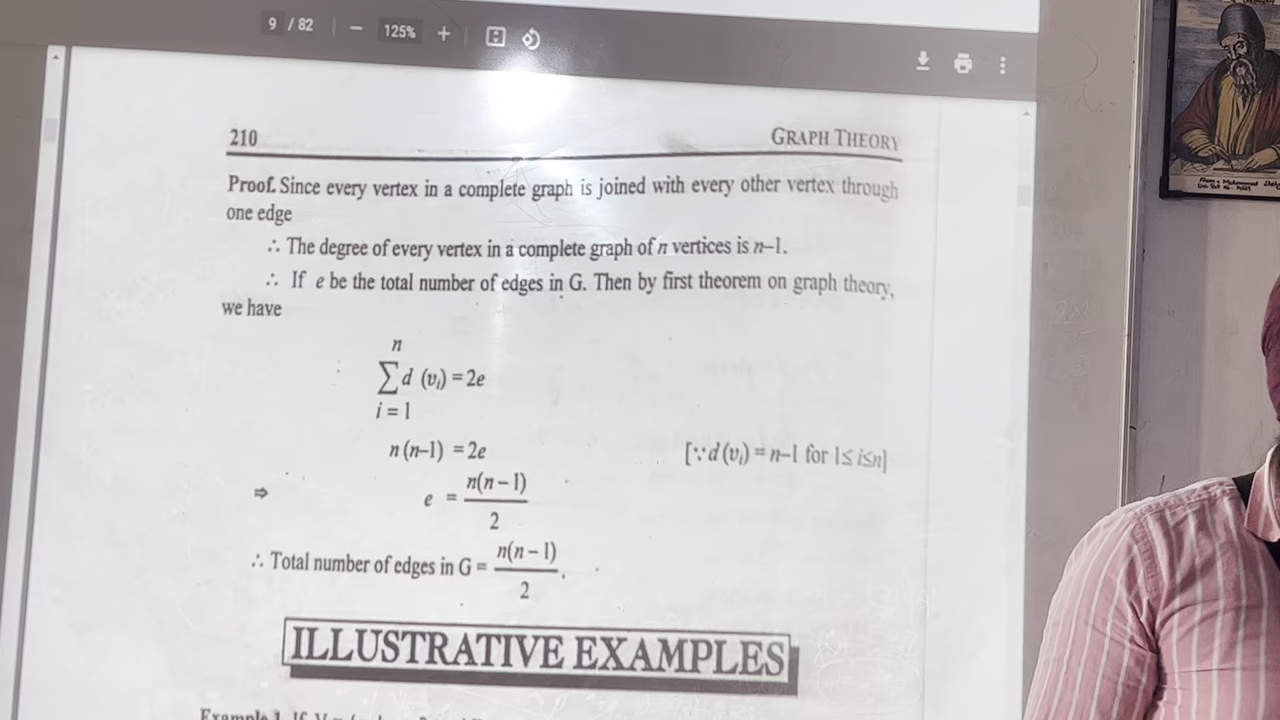 9 / 82 — 125% +
210 GRAPH THEORY
Proof. Since every vertex in a complete graph is joined with every other vertex through
one edge
∴ The degree of every vertex in a complete graph of n vertices is n–1.
∴ If e be the total number of edges in G. Then by first theorem on graph theory,
we have
n
∑ d (vᵢ) = 2e
i = 1
n (n–1) = 2e [∵ d (vᵢ) = n–1 for 1≤ i≤n]
⇒ e = n(n – 1) / 2
∴ Total number of edges in G = n(n – 1) / 2 .
ILLUSTRATIVE EXAMPLES
Example 1. If V